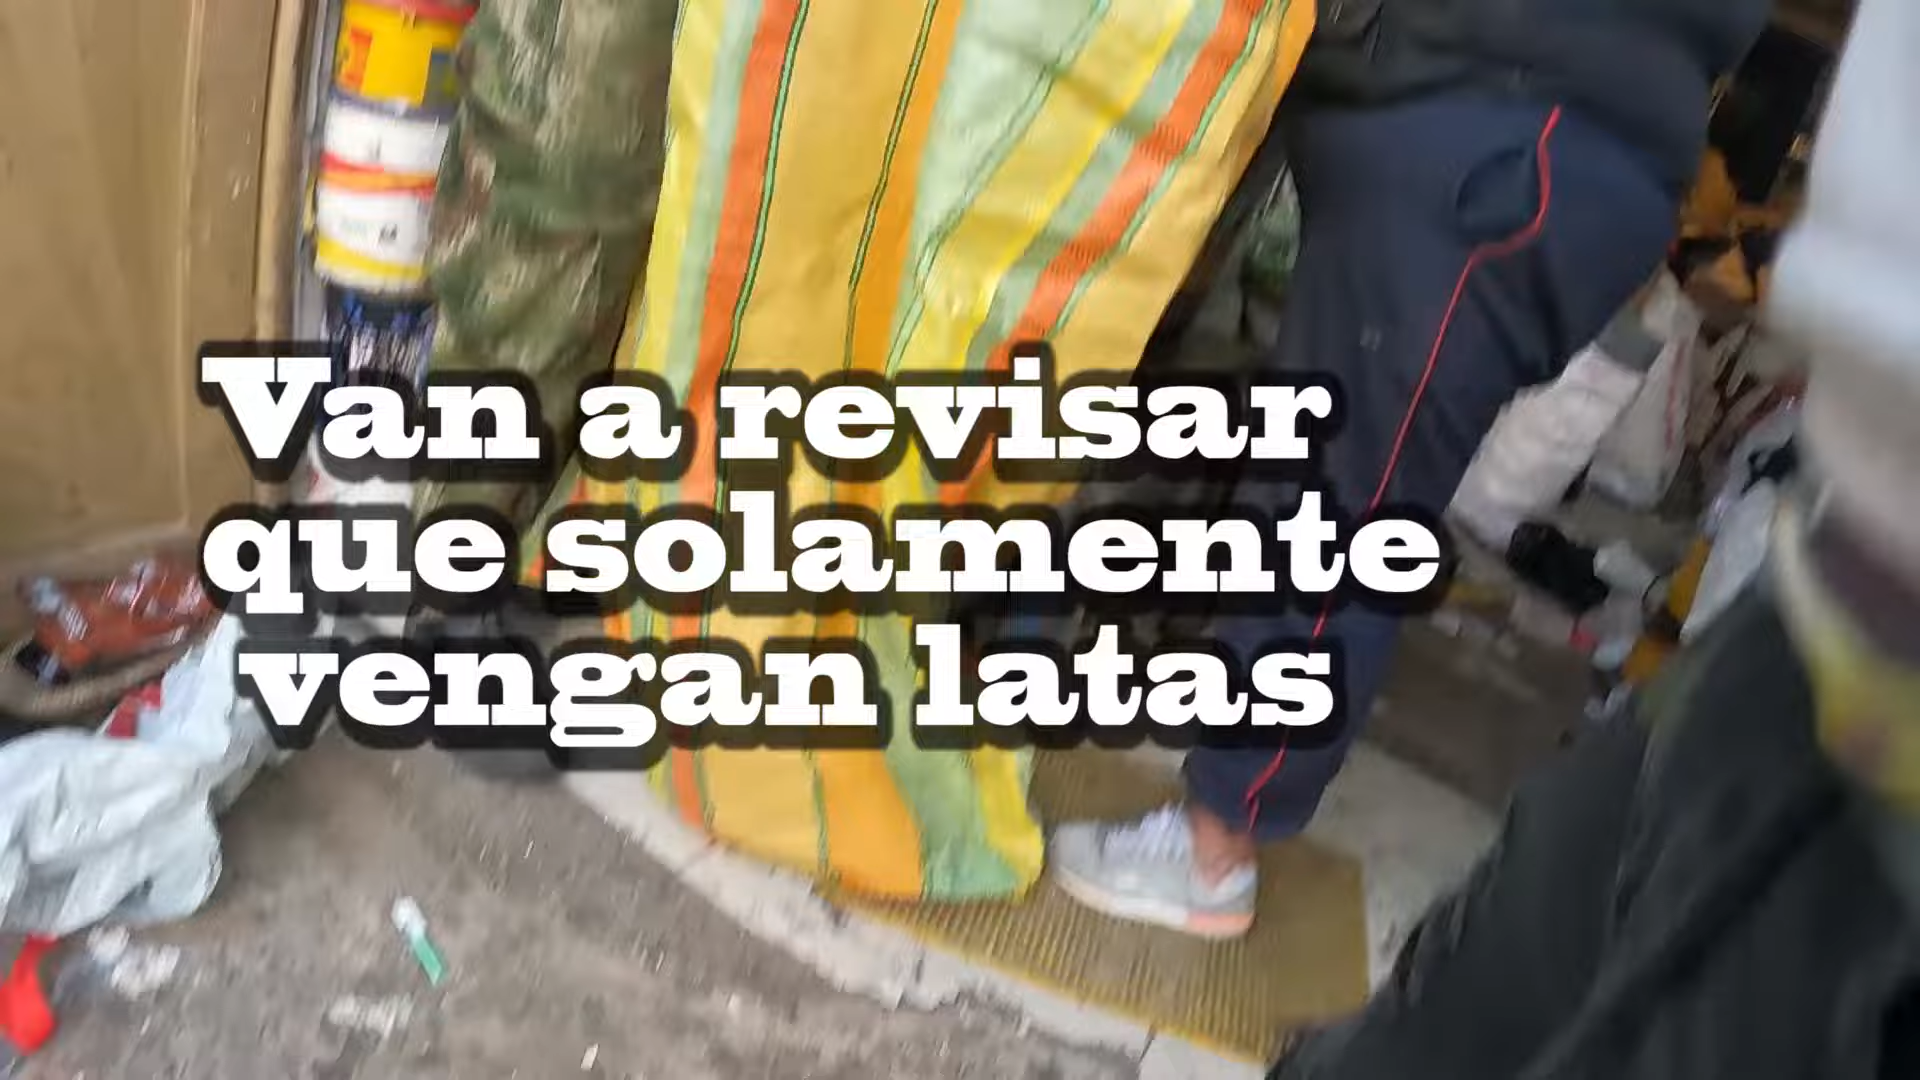 Van a revisar
que solamente
vengan latas